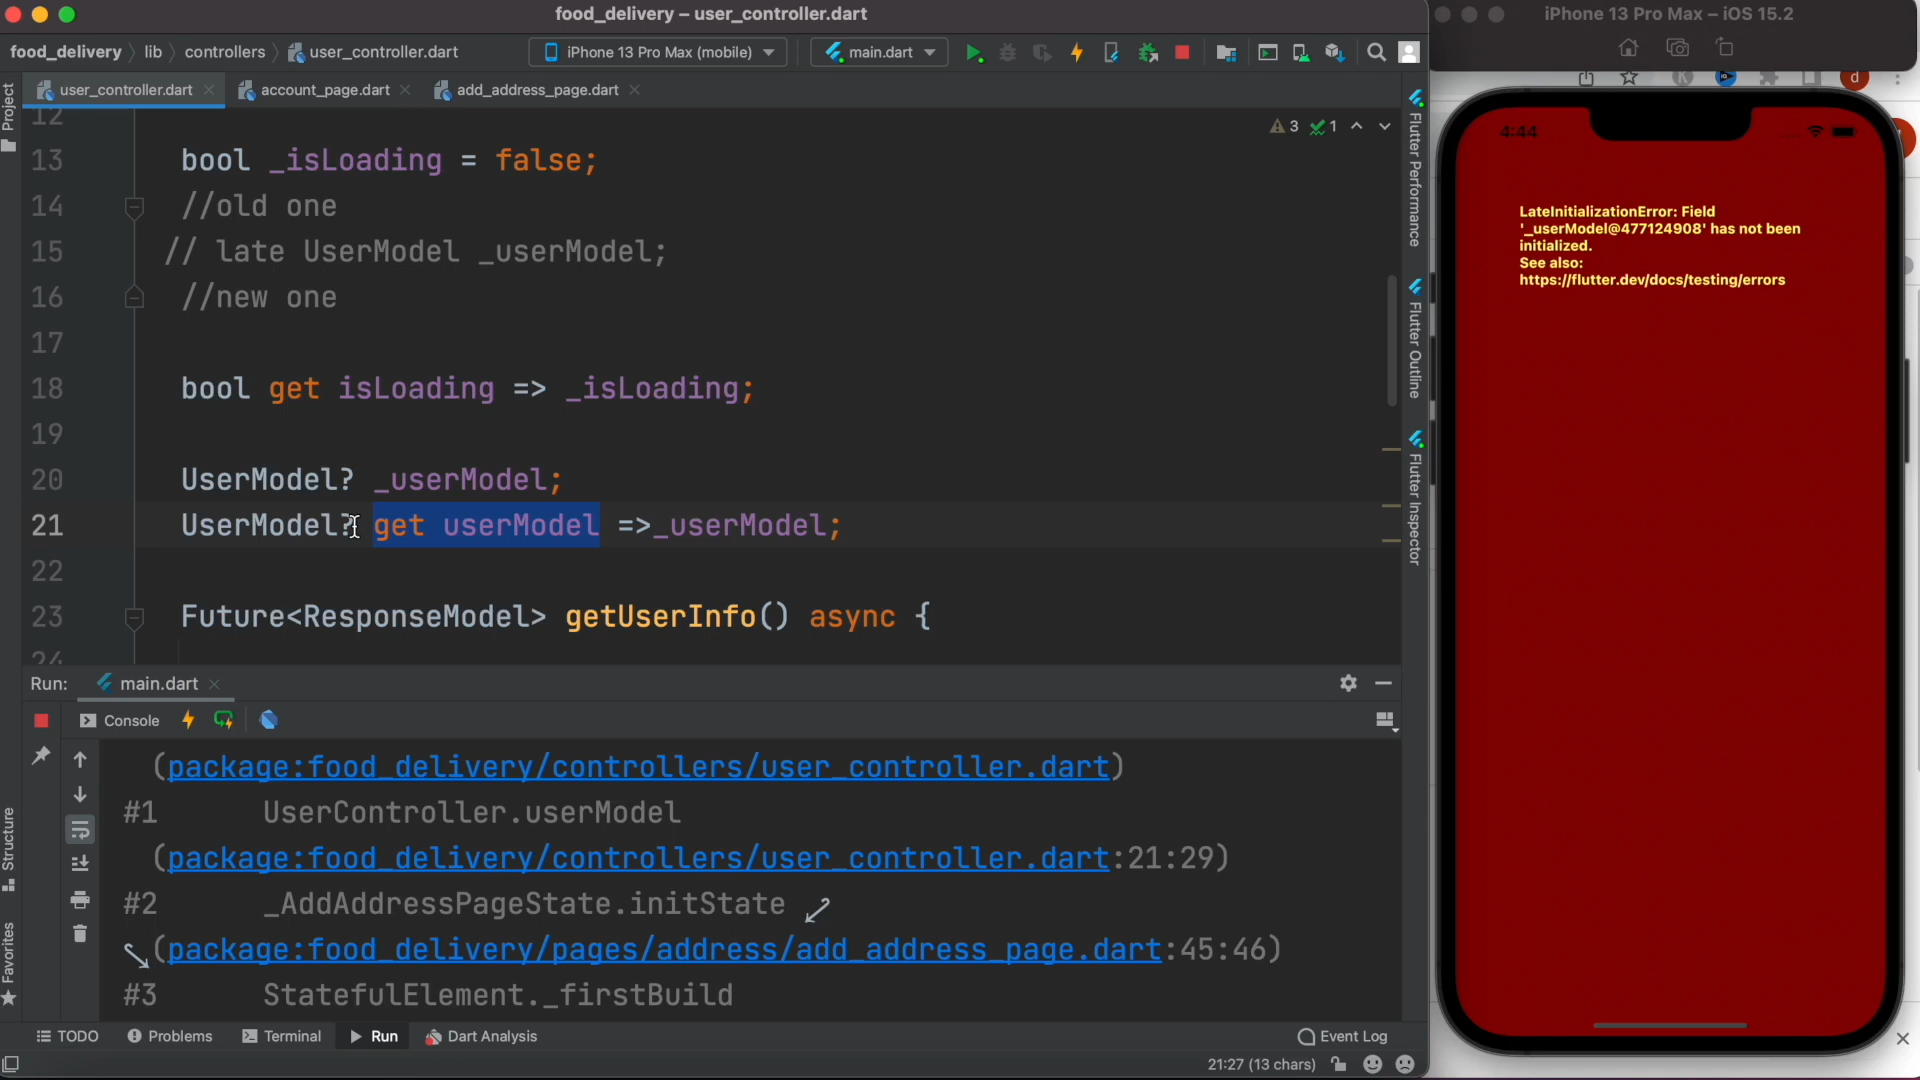 food_delivery – user_controller.dart
iPhone 13 Pro Max – iOS 15.2
food_delivery lib controllers user_controller.dart
iPhone 13 Pro Max (mobile)
main.dart
user_controller.dart
account_page.dart
add_address_page.dart
Project
3 1
12
13 bool _isLoading = false;
14 //old one
15 // late UserModel _userModel;
16 //new one
17
18 bool get isLoading => _isLoading;
19
20 UserModel? _userModel;
21 UserModel? get userModel =>_userModel;
22
23 Future<ResponseModel> getUserInfo() async {
24
Flutter Performance
Flutter Outline
Flutter Inspector
4:44
LateInitializationError: Field
'_userModel@477124908' has not been
initialized.
See also:
https://flutter.dev/docs/testing/errors
Run: main.dart
Console
(package:food_delivery/controllers/user_controller.dart)
#1 UserController.userModel
(package:food_delivery/controllers/user_controller.dart:21:29)
#2 _AddAddressPageState.initState
(package:food_delivery/pages/address/add_address_page.dart:45:46)
#3 StatefulElement._firstBuild
Structure
Favorites
TODO Problems Terminal Run Dart Analysis Event Log
21:27 (13 chars)